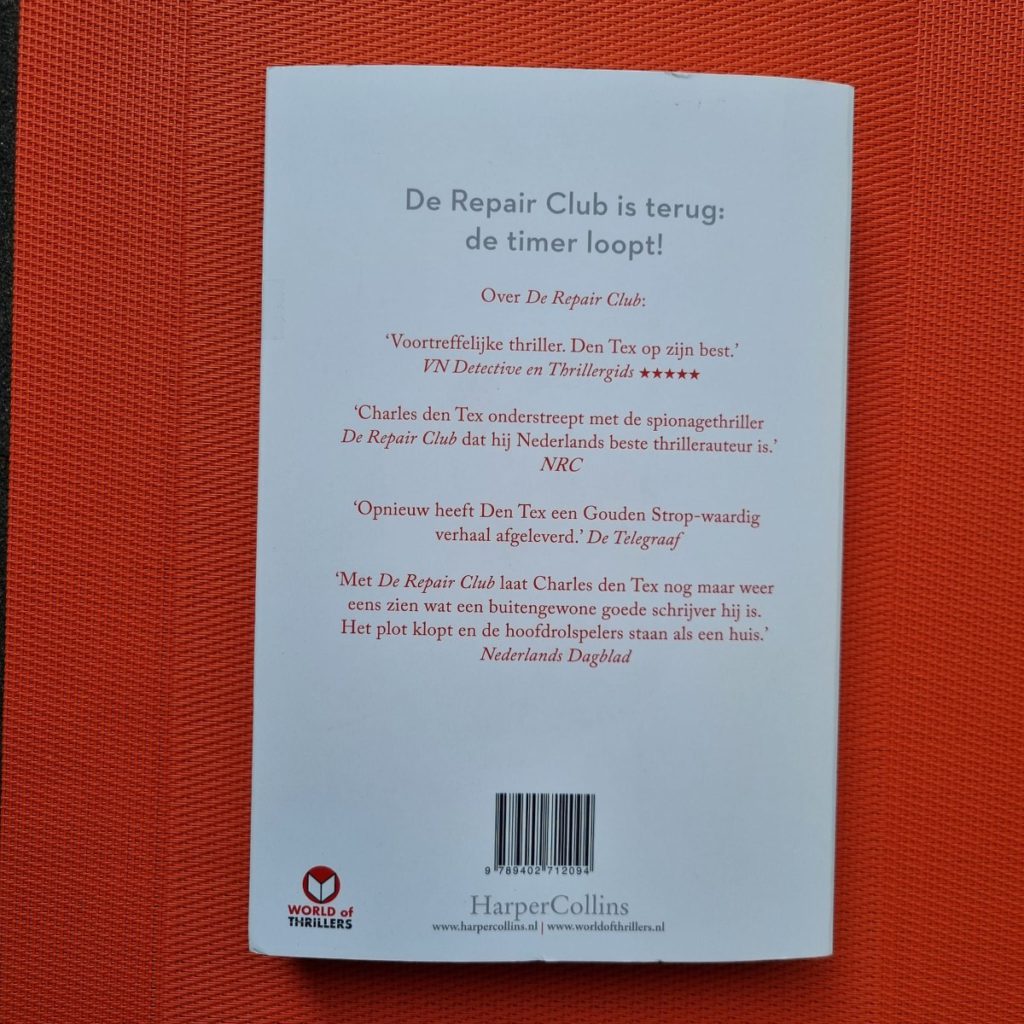 De Repair Club is terug:
de timer loopt!
Over De Repair Club:
‘Voortreffelijke thriller. Den Tex op zijn best.’
VN Detective en Thrillergids ★★★★★
‘Charles den Tex onderstreept met de spionagethriller
De Repair Club dat hij Nederlands beste thrillerauteur is.’
NRC
‘Opnieuw heeft Den Tex een Gouden Strop-waardig
verhaal afgeleverd.’ De Telegraaf
‘Met De Repair Club laat Charles den Tex nog maar weer
eens zien wat een buitengewone goede schrijver hij is.
Het plot klopt en de hoofdrolspelers staan als een huis.’
Nederlands Dagblad
9 789402 712094
WORLD of
THRILLERS
HarperCollins
www.harpercollins.nl | www.worldofthrillers.nl